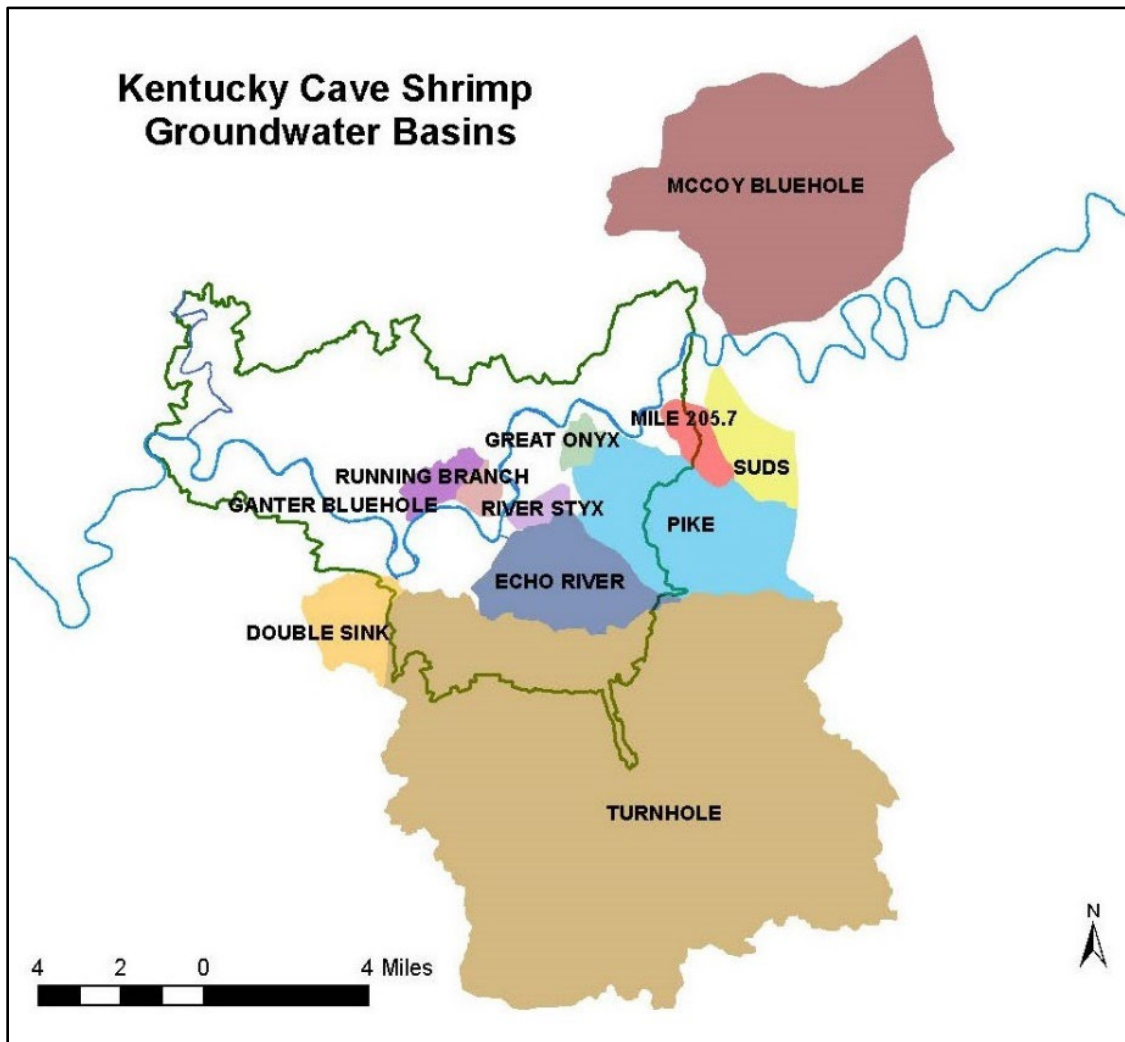 Kentucky Cave Shrimp
Groundwater Basins
MCCOY BLUEHOLE
MILE 205.7
GREAT ONYX
SUDS
RUNNING BRANCH
GANTER BLUEHOLE
RIVER STYX
PIKE
ECHO RIVER
DOUBLE SINK
TURNHOLE
N
4 2 0 4 Miles